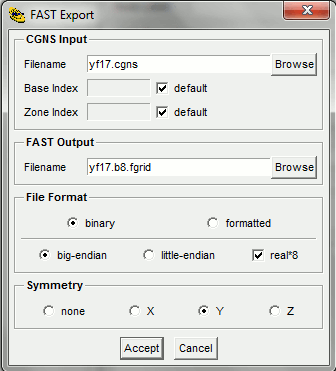 FAST Export
CGNS Input
Filename yf17.cgns Browse
Base Index default
Zone Index default
FAST Output
Filename yf17.b8.fgrid Browse
File Format
binary formatted
big-endian little-endian real*8
Symmetry
none X Y Z
Accept Cancel